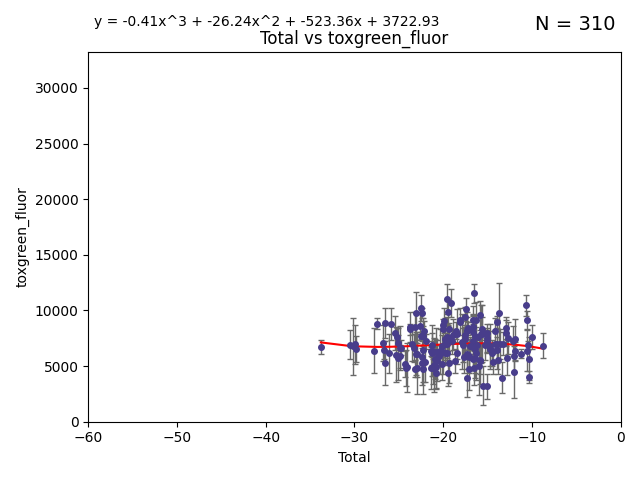 y = -0.41x^3 + -26.24x^2 + -523.36x + 3722.93
N = 310
Total vs toxgreen_fluor
30000
25000
20000
15000
10000
5000
0
toxgreen_fluor
−60
−50
−40
−30
−20
−10
0
Total